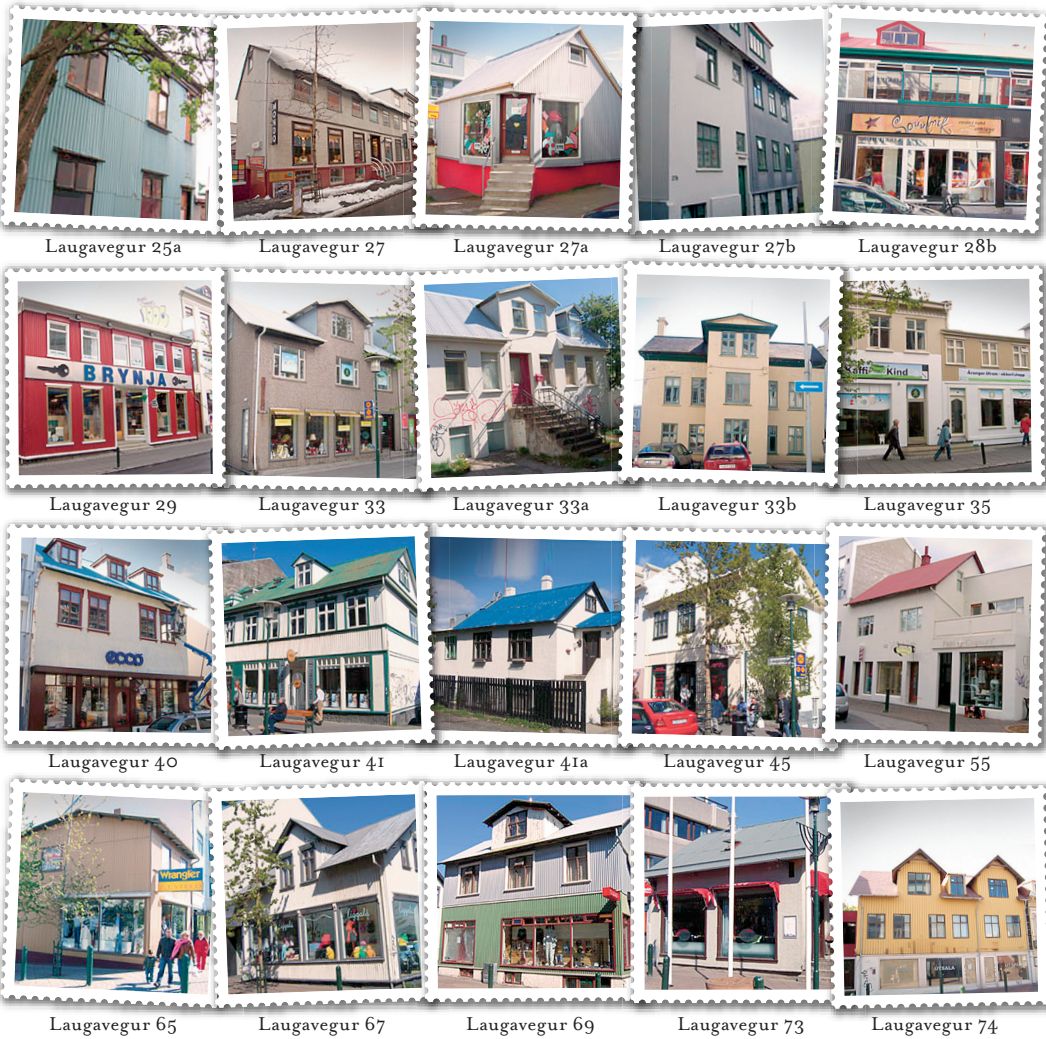 Laugavegur 25a
Laugavegur 27
Laugavegur 27a
Laugavegur 27b
Laugavegur 28b
BRYNJA
Kaffi Kind
Laugavegur 29
Laugavegur 33
Laugavegur 33a
Laugavegur 33b
Laugavegur 35
ecco
Laugavegur 40
Laugavegur 41
Laugavegur 41a
Laugavegur 45
Laugavegur 55
Wrangler
ÚTSALA
Laugavegur 65
Laugavegur 67
Laugavegur 69
Laugavegur 73
Laugavegur 74